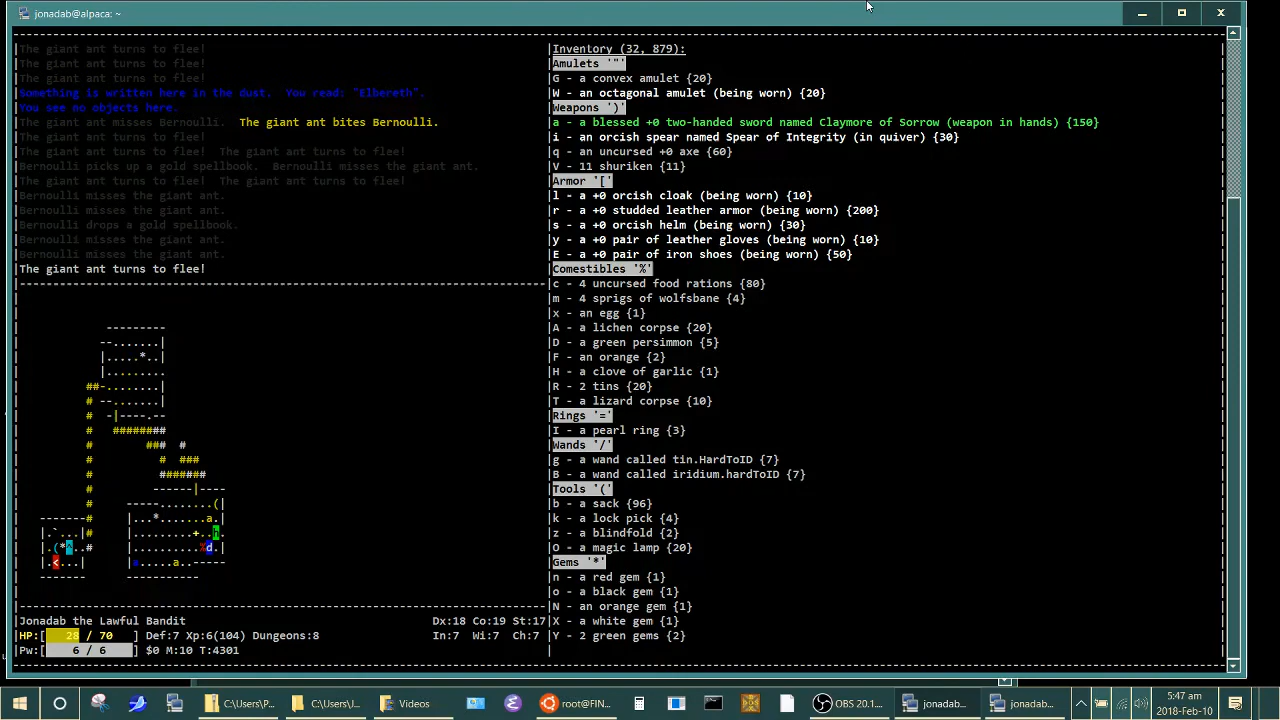 jonadab@alpaca: ~
The giant ant turns to flee!
The giant ant turns to flee!
The giant ant turns to flee!
Something is written here in the dust.  You read: "Elbereth".
You see no objects here.
The giant ant misses Bernoulli.  The giant ant bites Bernoulli.
The giant ant turns to flee!
The giant ant turns to flee!  The giant ant turns to flee!
Bernoulli picks up a gold spellbook.  Bernoulli misses the giant ant.
The giant ant turns to flee!  The giant ant turns to flee!
Bernoulli misses the giant ant.
Bernoulli misses the giant ant.
Bernoulli drops a gold spellbook.
Bernoulli misses the giant ant.
Bernoulli misses the giant ant.
The giant ant turns to flee!
Jonadab the Lawful Bandit Dx:18 Co:19 St:17
HP:[ 28 / 70 ] Def:7 Xp:6(104) Dungeons:8 In:7 Wi:7 Ch:7
Pw:[ 6 / 6 ] $0 M:10 T:4301
Inventory (32, 879):
Amulets '"'
G - a convex amulet {20}
W - an octagonal amulet (being worn) {20}
Weapons ')'
a - a blessed +0 two-handed sword named Claymore of Sorrow (weapon in hands) {150}
i - an orcish spear named Spear of Integrity (in quiver) {30}
q - an uncursed +0 axe {60}
V - 11 shuriken {11}
Armor '['
l - a +0 orcish cloak (being worn) {10}
r - a +0 studded leather armor (being worn) {200}
s - a +0 orcish helm (being worn) {30}
y - a +0 pair of leather gloves (being worn) {10}
E - a +0 pair of iron shoes (being worn) {50}
Comestibles '%'
c - 4 uncursed food rations {80}
m - 4 sprigs of wolfsbane {4}
x - an egg {1}
A - a lichen corpse {20}
D - a green persimmon {5}
F - an orange {2}
H - a clove of garlic {1}
R - 2 tins {20}
T - a lizard corpse {10}
Rings '='
I - a pearl ring {3}
Wands '/'
g - a wand called tin.HardToID {7}
B - a wand called iridium.hardToID {7}
Tools '('
b - a sack {96}
k - a lock pick {4}
z - a blindfold {2}
O - a magic lamp {20}
Gems '*'
n - a red gem {1}
o - a black gem {1}
N - an orange gem {1}
X - a white gem {1}
Y - 2 green gems {2}
C:\Users\P... C:\Users\J... Videos root@FIN... OBS 20.1.... jonadab... jonadab... 5:47 am
2018-Feb-10